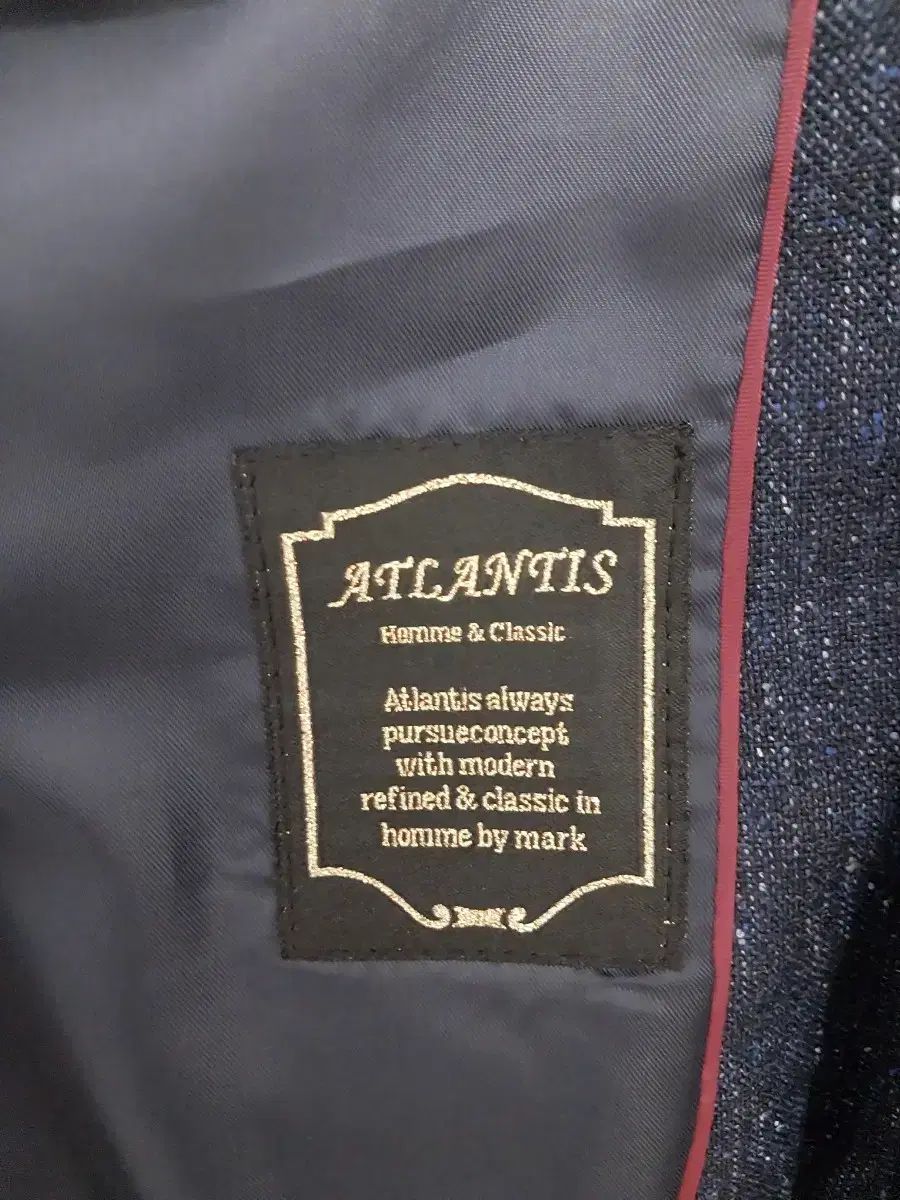 ATLANTIS
Homme & Classic
Atlantis always
pursueconcept
with modern
refined & classic in
homme by mark